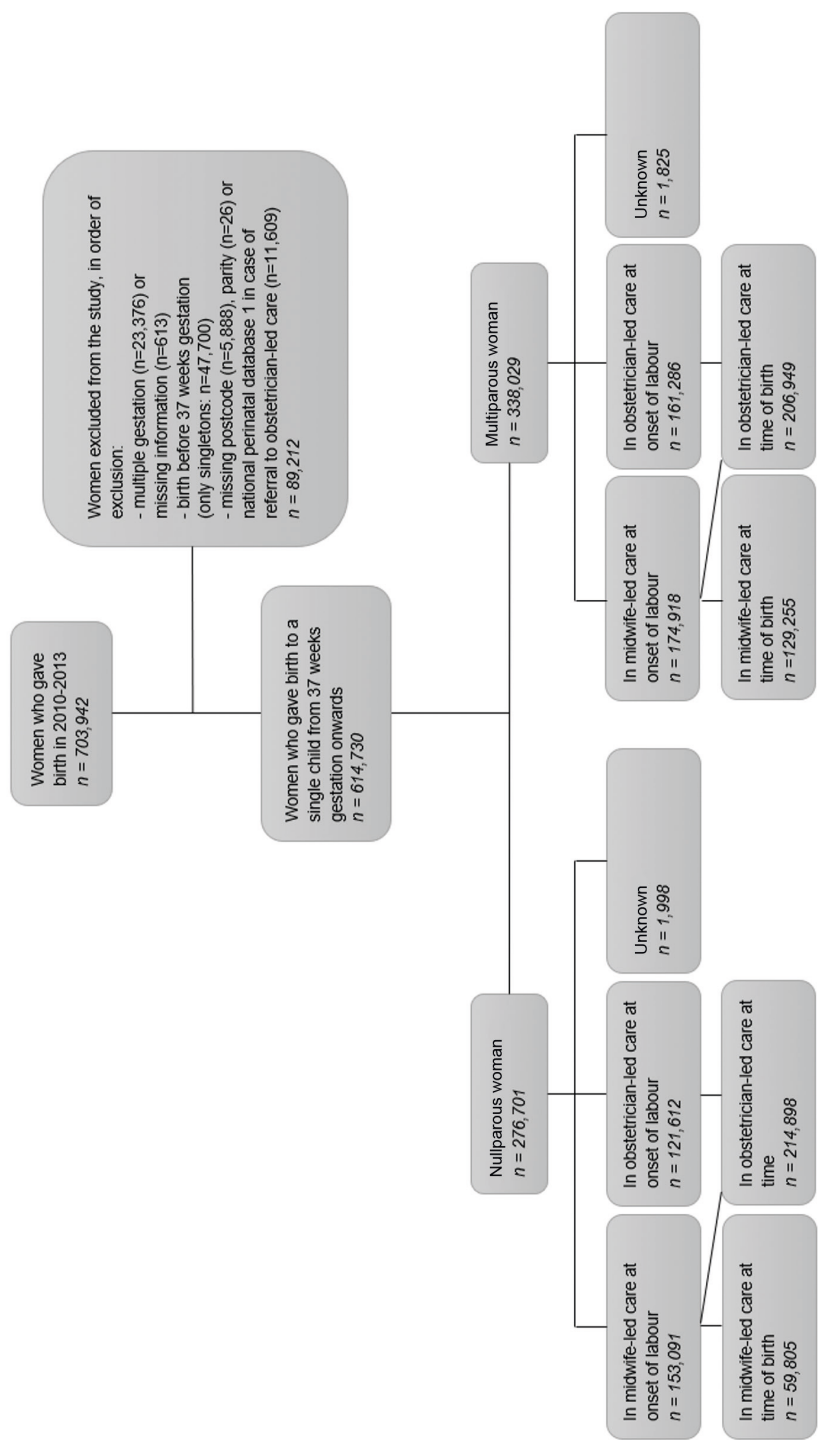 Women who gave
birth in 2010-2013
n = 703,942
Women excluded from the study, in order of
exclusion:
- multiple gestation (n=23,376) or
missing information (n=613)
- birth before 37 weeks gestation
(only singletons: n=47,700)
- missing postcode (n=5,888), parity (n=26) or
national perinatal database 1 in case of
referral to obstetrician-led care (n=11,609)
n = 89,212
Women who gave birth to a
single child from 37 weeks
gestation onwards
n = 614,730
Nullparous woman
n = 276,701
Multiparous woman
n = 338,029
In midwife-led care at
onset of labour
n = 153,091
In obstetrician-led care at
onset of labour
n = 121,612
Unknown
n = 1,998
In midwife-led care at
onset of labour
n = 174,918
In obstetrician-led care at
onset of labour
n = 161,286
Unknown
n = 1,825
In midwife-led care at
time of birth
n = 59,805
In obstetrician-led care at
time
n = 214,898
In midwife-led care at
time of birth
n =129,255
In obstetrician-led care at
time of birth
n = 206,949